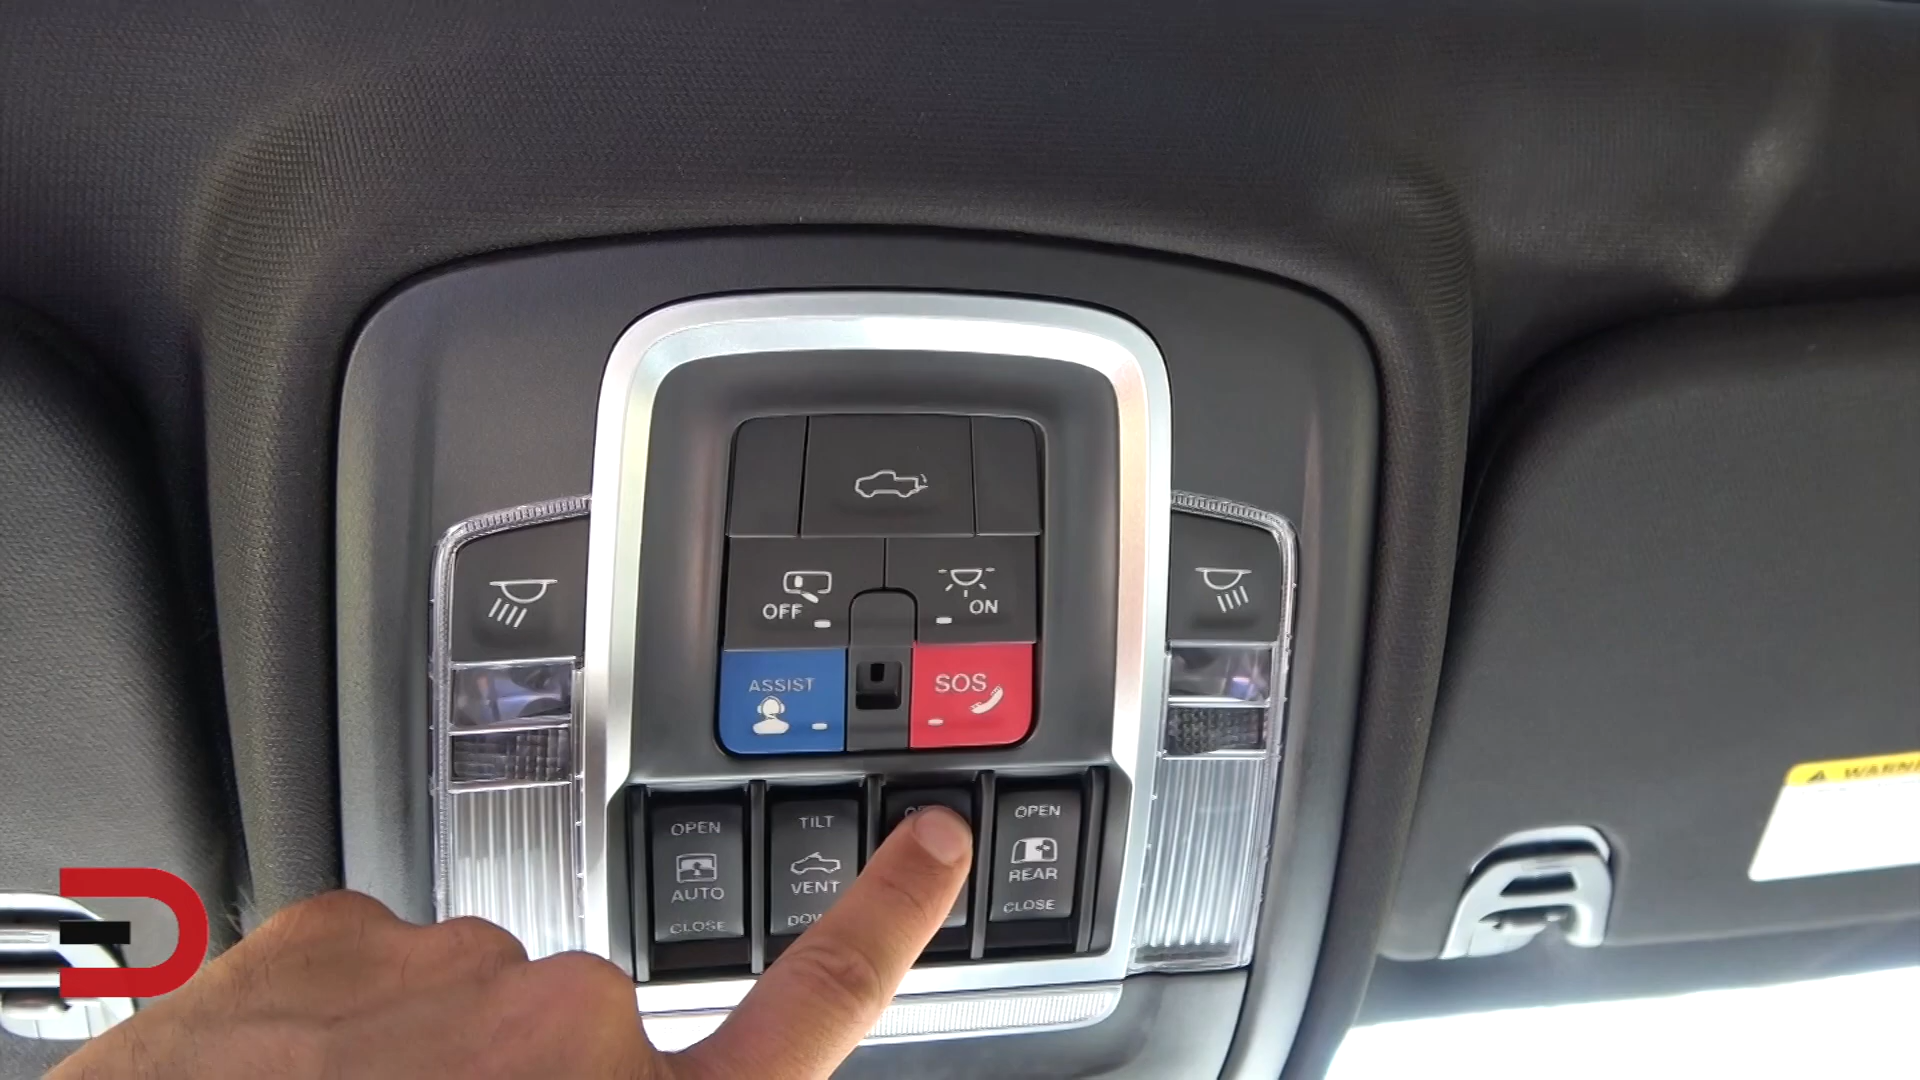 OFF
ON
ASSIST
SOS
OPEN
AUTO
CLOSE
TILT
VENT
OPEN
REAR
CLOSE